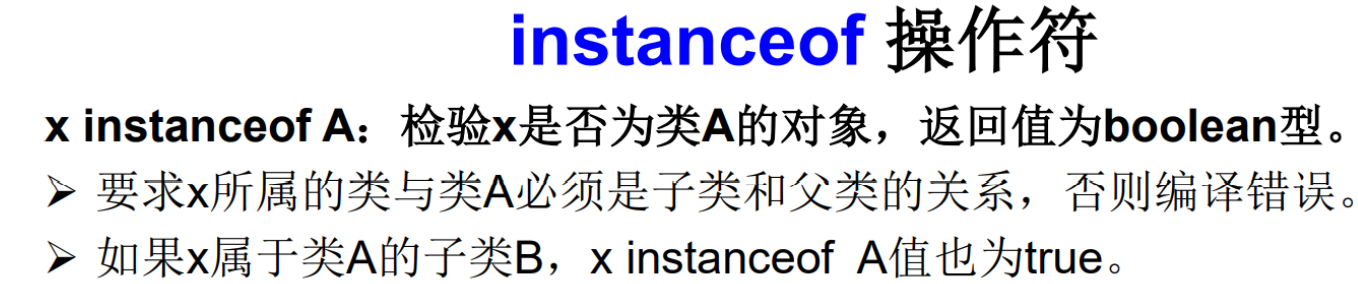 instanceof 操作符
x instanceof A：检验x是否为类A的对象，返回值为boolean型。
➢ 要求x所属的类与类A必须是子类和父类的关系，否则编译错误。
➢ 如果x属于类A的子类B，x instanceof A值也为true。